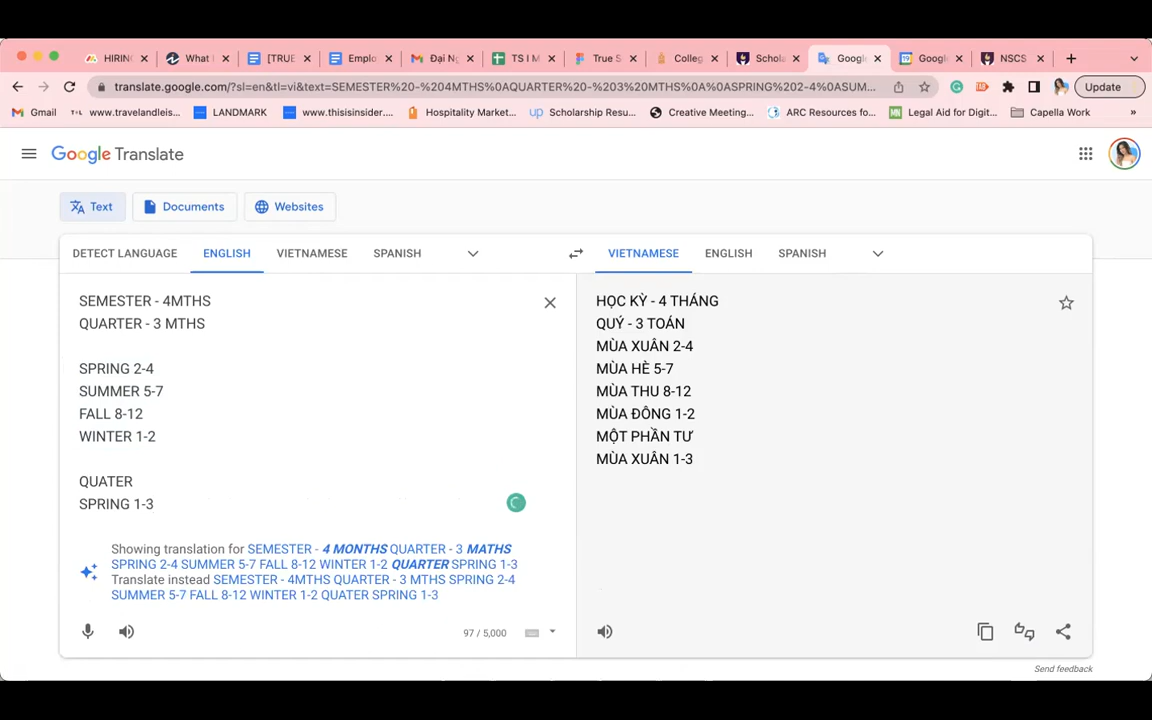 HIRING
What
[TRUE
Emplo
Đại Ng
TS I M
True S
Colleg
Schola
Googl
Googl
NSCS
translate.google.com/?sl=en&tl=vi&text=SEMESTER%20-%204MTHS%0AQUARTER%20-%203%20MTHS%0A%0ASPRING%202-4%0ASUM...
Update
Gmail
www.travelandleis...
LANDMARK
www.thisisinsider....
Hospitality Market...
Scholarship Resu...
Creative Meeting...
ARC Resources fo...
Legal Aid for Digit...
Capella Work
»
Google Translate
Text
Documents
Websites
DETECT LANGUAGE
ENGLISH
VIETNAMESE
SPANISH
VIETNAMESE
ENGLISH
SPANISH
SEMESTER - 4MTHS
QUARTER - 3 MTHS
SPRING 2-4
SUMMER 5-7
FALL 8-12
WINTER 1-2
QUATER
SPRING 1-3
Showing translation for SEMESTER - 4 MONTHS QUARTER - 3 MATHS
SPRING 2-4 SUMMER 5-7 FALL 8-12 WINTER 1-2 QUARTER SPRING 1-3
Translate instead SEMESTER - 4MTHS QUARTER - 3 MTHS SPRING 2-4
SUMMER 5-7 FALL 8-12 WINTER 1-2 QUATER SPRING 1-3
97 / 5,000
HỌC KỲ - 4 THÁNG
QUÝ - 3 TOÁN
MÙA XUÂN 2-4
MÙA HÈ 5-7
MÙA THU 8-12
MÙA ĐÔNG 1-2
MỘT PHẦN TƯ
MÙA XUÂN 1-3
Send feedback